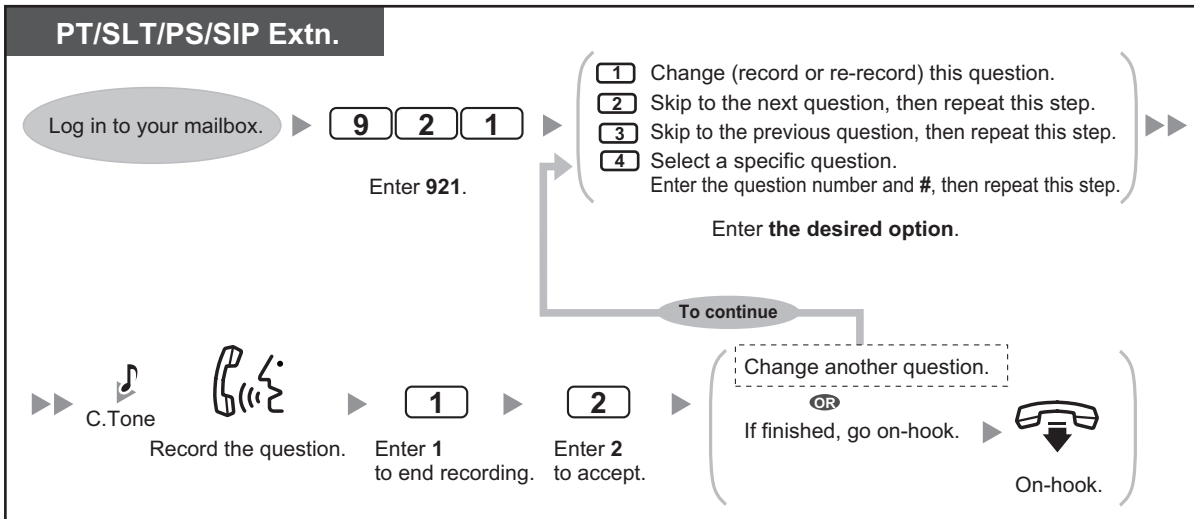 PT/SLT/PS/SIP Extn.
Log in to your mailbox.
9 2 1
Enter 921.
1 Change (record or re-record) this question.
2 Skip to the next question, then repeat this step.
3 Skip to the previous question, then repeat this step.
4 Select a specific question.
Enter the question number and #, then repeat this step.
Enter the desired option.
To continue
C.Tone
Record the question.
1
Enter 1
to end recording.
2
Enter 2
to accept.
Change another question.
OR
If finished, go on-hook.
On-hook.